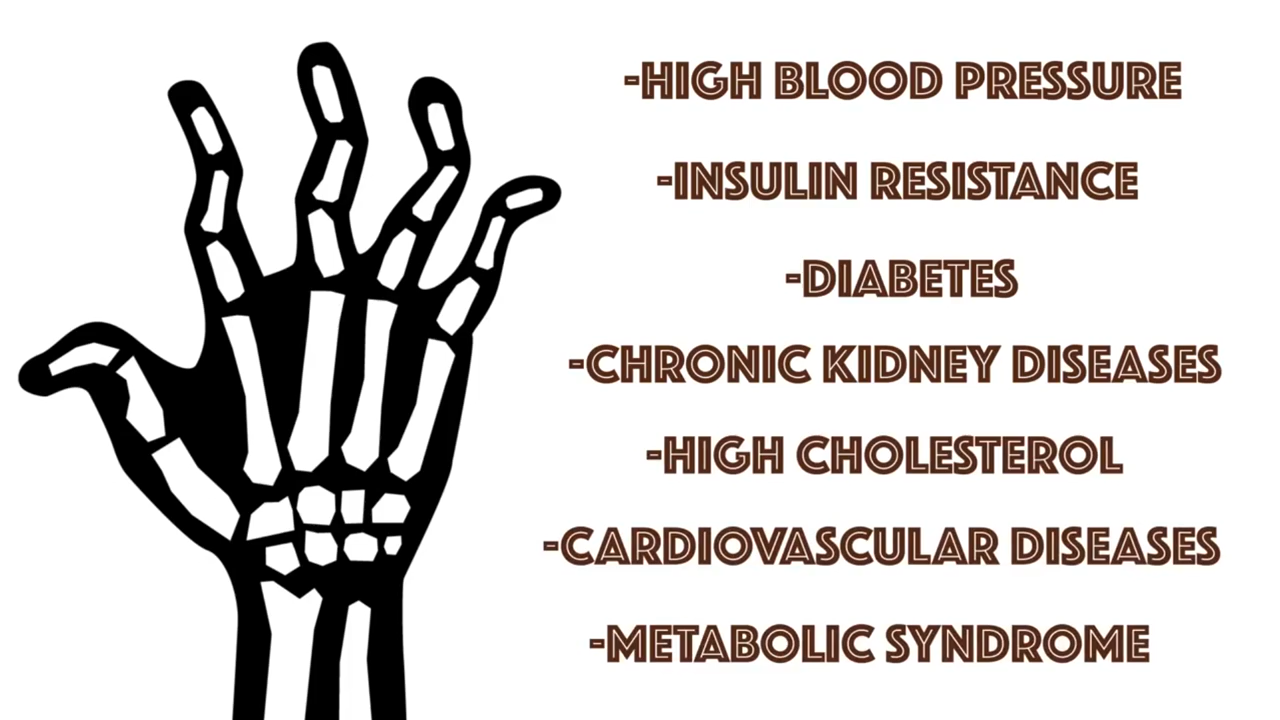 -HIGH BLOOD PRESSURE
-INSULIN RESISTANCE
-DIABETES
-CHRONIC KIDNEY DISEASES
-HIGH CHOLESTEROL
-CARDIOVASCULAR DISEASES
-METABOLIC SYNDROME